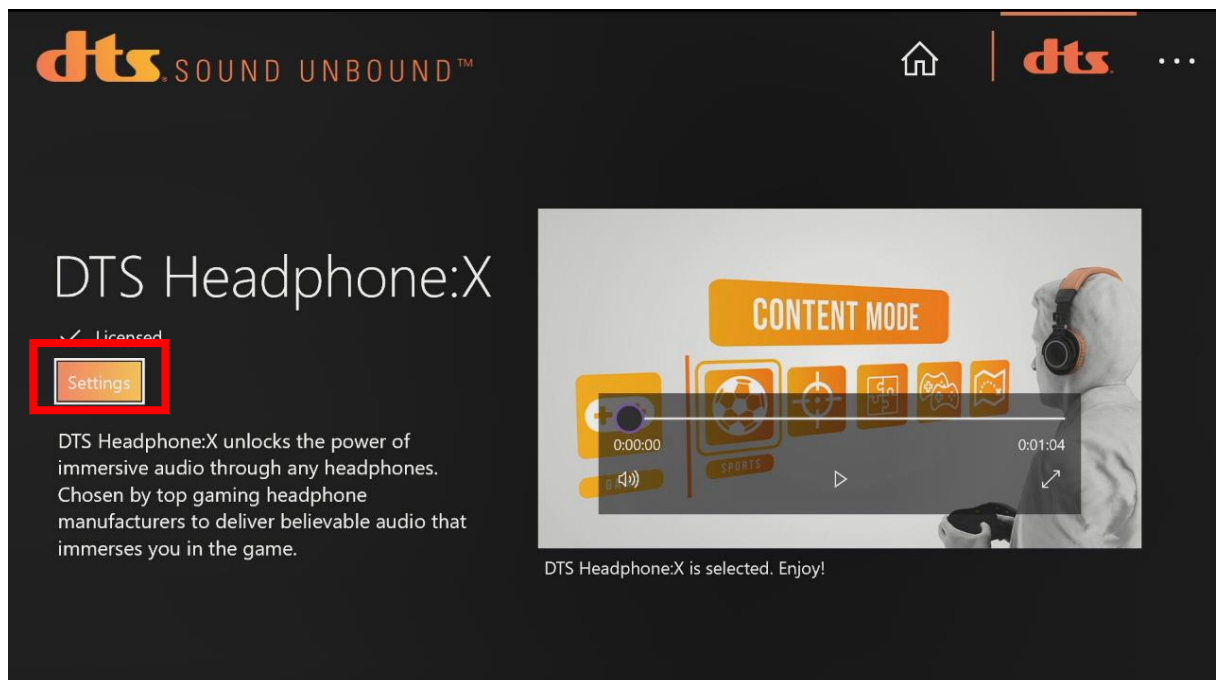 dts SOUND UNBOUND™
dts
DTS Headphone:X
Licensed
Settings
DTS Headphone:X unlocks the power of
immersive audio through any headphones.
Chosen by top gaming headphone
manufacturers to deliver believable audio that
immerses you in the game.
CONTENT MODE
0:00:00
0:01:04
SPORTS
DTS Headphone:X is selected. Enjoy!